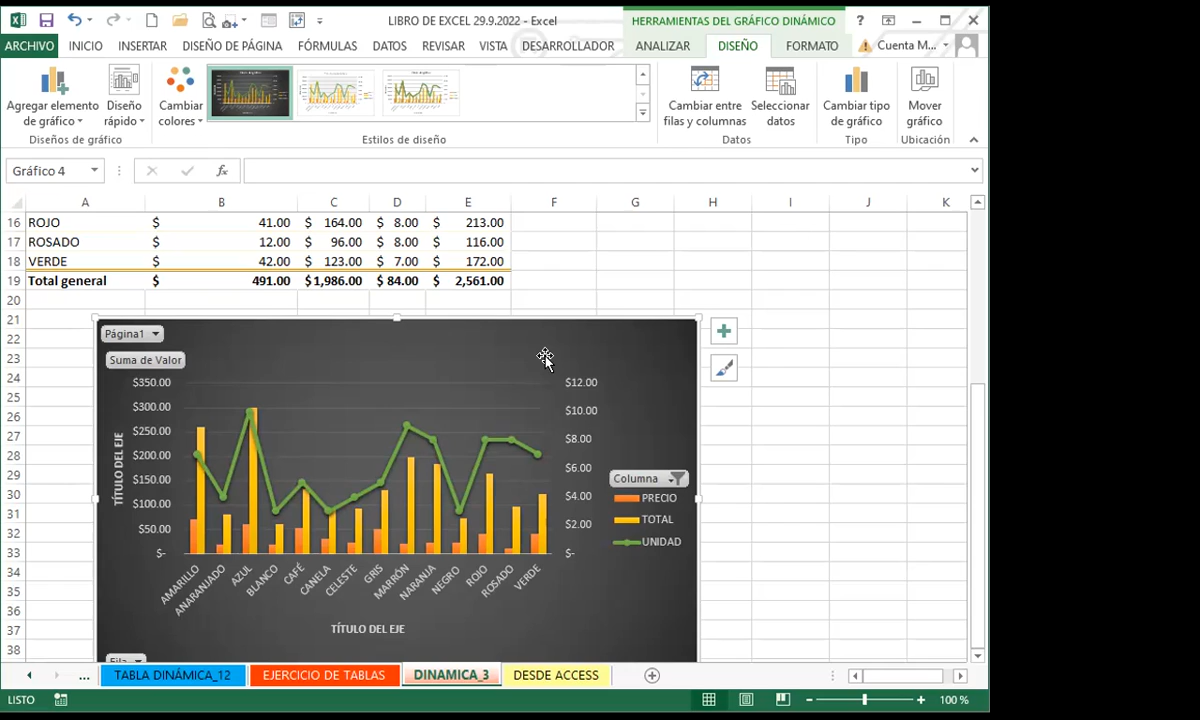 LIBRO DE EXCEL 29.9.2022 - Excel
HERRAMIENTAS DEL GRÁFICO DINÁMICO
ARCHIVO INICIO INSERTAR DISEÑO DE PÁGINA FÓRMULAS DATOS REVISAR VISTA DESARROLLADOR ANALIZAR DISEÑO FORMATO Cuenta M...
Agregar elemento de gráfico
Diseño rápido
Cambiar colores
Cambiar entre filas y columnas
Seleccionar datos
Cambiar tipo de gráfico
Mover gráfico
Diseños de gráfico Estilos de diseño Datos Tipo Ubicación
Gráfico 4 fx
A B C D E F G H I J K
16 ROJO $ 41.00 $ 164.00 $ 8.00 $ 213.00
17 ROSADO $ 12.00 $ 96.00 $ 8.00 $ 116.00
18 VERDE $ 42.00 $ 123.00 $ 7.00 $ 172.00
19 Total general $ 491.00 $ 1,986.00 $ 84.00 $ 2,561.00
20
21
22
23
24
25
26
27
28
29
30
31
32
33
34
35
36
37
38
Página1
Suma de Valor
$350.00
$300.00
$250.00
$200.00
$150.00
$100.00
$50.00
$-
TÍTULO DEL EJE
$12.00
$10.00
$8.00
$6.00
$4.00
$2.00
$-
Columna
PRECIO
TOTAL
UNIDAD
AMARILLO
ANARANJADO
AZUL
BLANCO
CAFÉ
CANELA
CELESTE
GRIS
MARRÓN
NARANJA
NEGRO
ROJO
ROSADO
VERDE
TÍTULO DEL EJE
Fila
... TABLA DINÁMICA_12 EJERCICIO DE TABLAS DINAMICA_3 DESDE ACCESS
LISTO 100 %